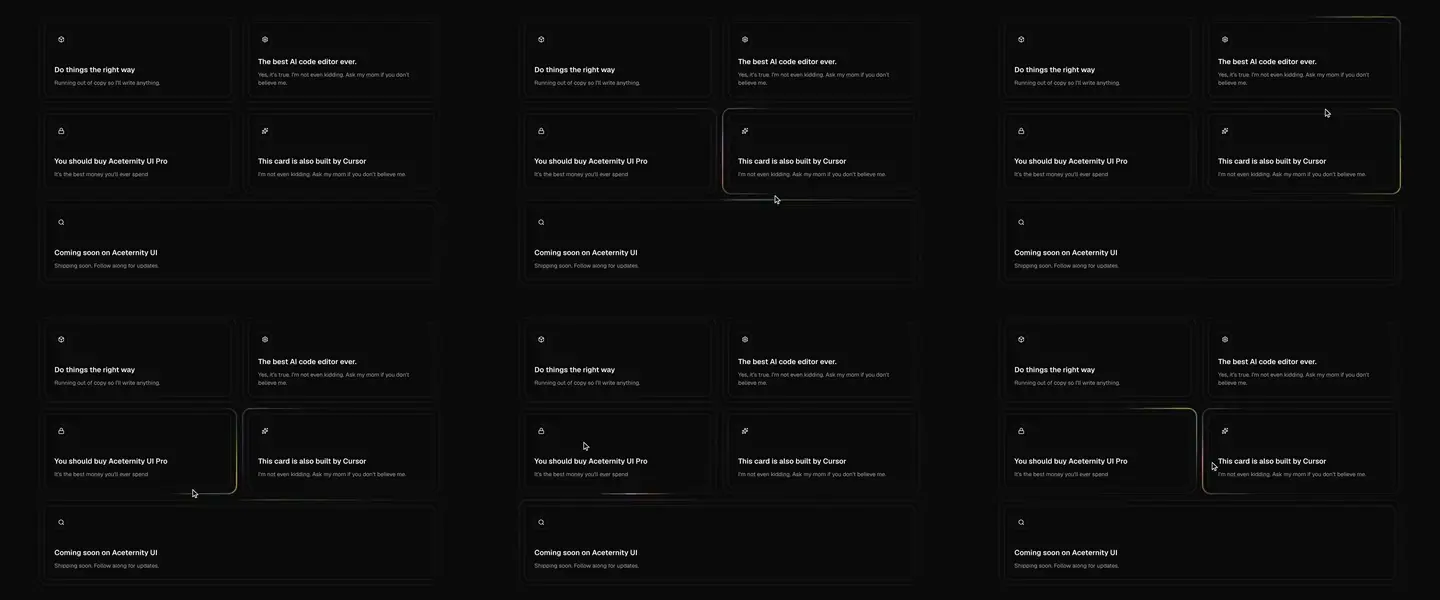 Do things the right way
Running out of copy so I'll write anything.
The best AI code editor ever.
Yes, it's true. I'm not even kidding. Ask my mom if you don't
believe me.
You should buy Aceternity UI Pro
It's the best money you'll ever spend
This card is also built by Cursor
I'm not even kidding. Ask my mom if you don't believe me.
Coming soon on Aceternity UI
Shipping soon. Follow along for updates.
Do things the right way
Running out of copy so I'll write anything.
The best AI code editor ever.
Yes, it's true. I'm not even kidding. Ask my mom if you don't
believe me.
You should buy Aceternity UI Pro
It's the best money you'll ever spend
This card is also built by Cursor
I'm not even kidding. Ask my mom if you don't believe me.
Coming soon on Aceternity UI
Shipping soon. Follow along for updates.
Do things the right way
Running out of copy so I'll write anything.
The best AI code editor ever.
Yes, it's true. I'm not even kidding. Ask my mom if you don't
believe me.
You should buy Aceternity UI Pro
It's the best money you'll ever spend
This card is also built by Cursor
I'm not even kidding. Ask my mom if you don't believe me.
Coming soon on Aceternity UI
Shipping soon. Follow along for updates.
Do things the right way
Running out of copy so I'll write anything.
The best AI code editor ever.
Yes, it's true. I'm not even kidding. Ask my mom if you don't
believe me.
You should buy Aceternity UI Pro
It's the best money you'll ever spend
This card is also built by Cursor
I'm not even kidding. Ask my mom if you don't believe me.
Coming soon on Aceternity UI
Shipping soon. Follow along for updates.
Do things the right way
Running out of copy so I'll write anything.
The best AI code editor ever.
Yes, it's true. I'm not even kidding. Ask my mom if you don't
believe me.
You should buy Aceternity UI Pro
It's the best money you'll ever spend
This card is also built by Cursor
I'm not even kidding. Ask my mom if you don't believe me.
Coming soon on Aceternity UI
Shipping soon. Follow along for updates.
Do things the right way
Running out of copy so I'll write anything.
The best AI code editor ever.
Yes, it's true. I'm not even kidding. Ask my mom if you don't
believe me.
You should buy Aceternity UI Pro
It's the best money you'll ever spend
This card is also built by Cursor
I'm not even kidding. Ask my mom if you don't believe me.
Coming soon on Aceternity UI
Shipping soon. Follow along for updates.